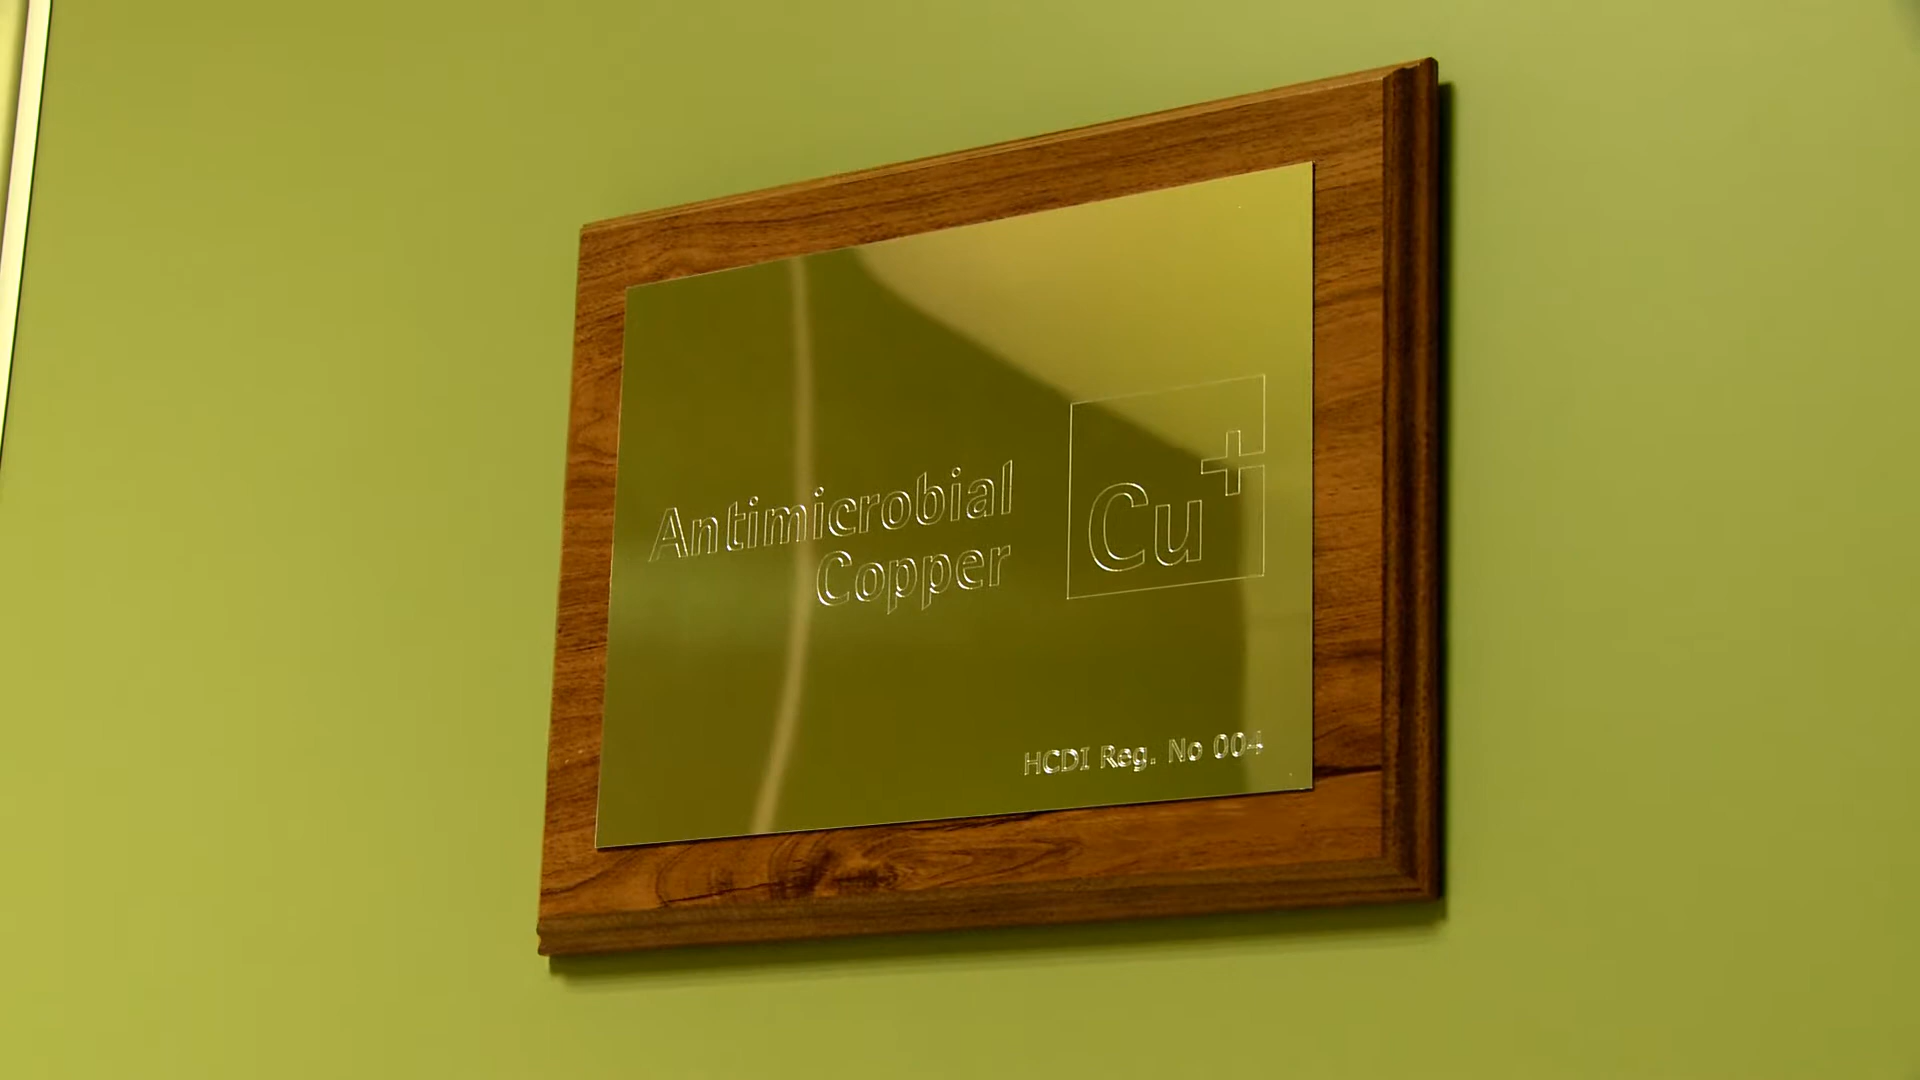 Antimicrobial
Copper
Cu+
HCDI Reg. No 004